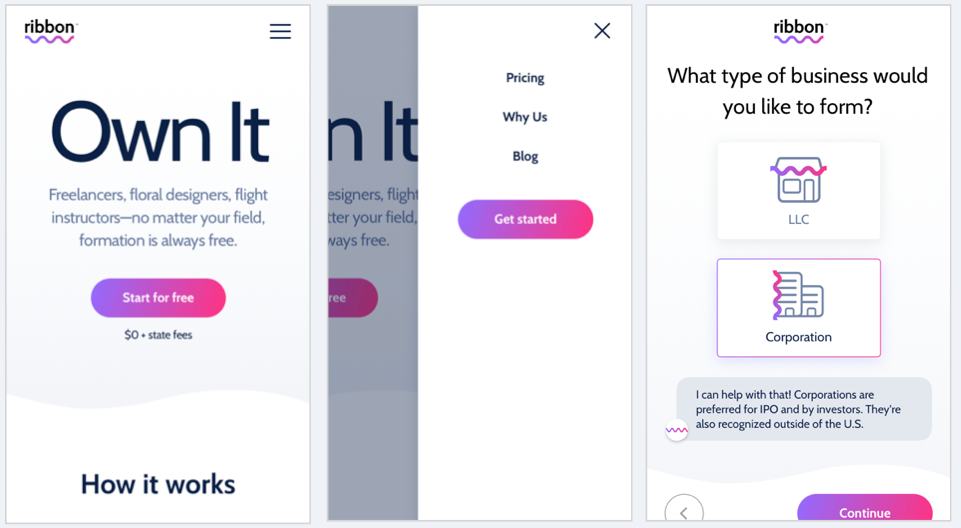 ribbon™
Own It
Freelancers, floral designers, flight
instructors—no matter your field,
formation is always free.
Start for free
$0 + state fees
How it works
n It
esigners, flight
tter your field,
ways free.
ree
Pricing
Why Us
Blog
Get started
ribbon™
What type of business would
you like to form?
LLC
Corporation
I can help with that! Corporations are
preferred for IPO and by investors. They're
also recognized outside of the U.S.
Continue